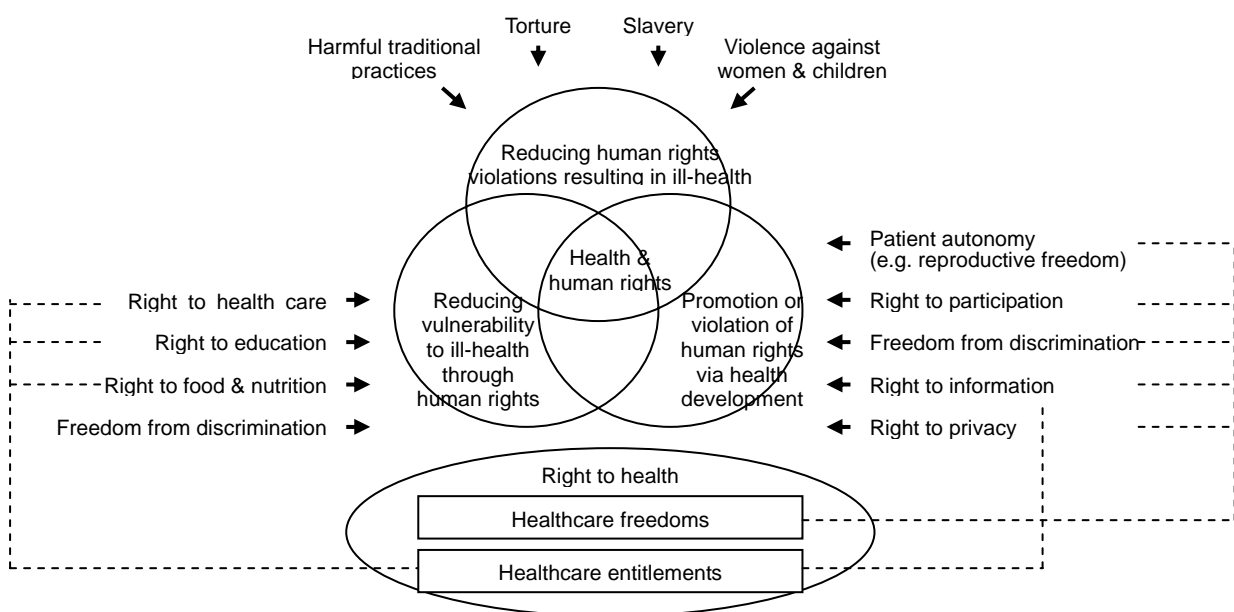 Torture
Slavery
Harmful traditional
practices
Violence against
women & children
Reducing human rights
violations resulting in ill-health
Health &
human rights
Reducing
vulnerability
to ill-health
through
human rights
Promotion or
violation of
human rights
via health
development
Right to health care
Right to education
Right to food & nutrition
Freedom from discrimination
Patient autonomy
(e.g. reproductive freedom)
Right to participation
Freedom from discrimination
Right to information
Right to privacy
Right to health
Healthcare freedoms
Healthcare entitlements